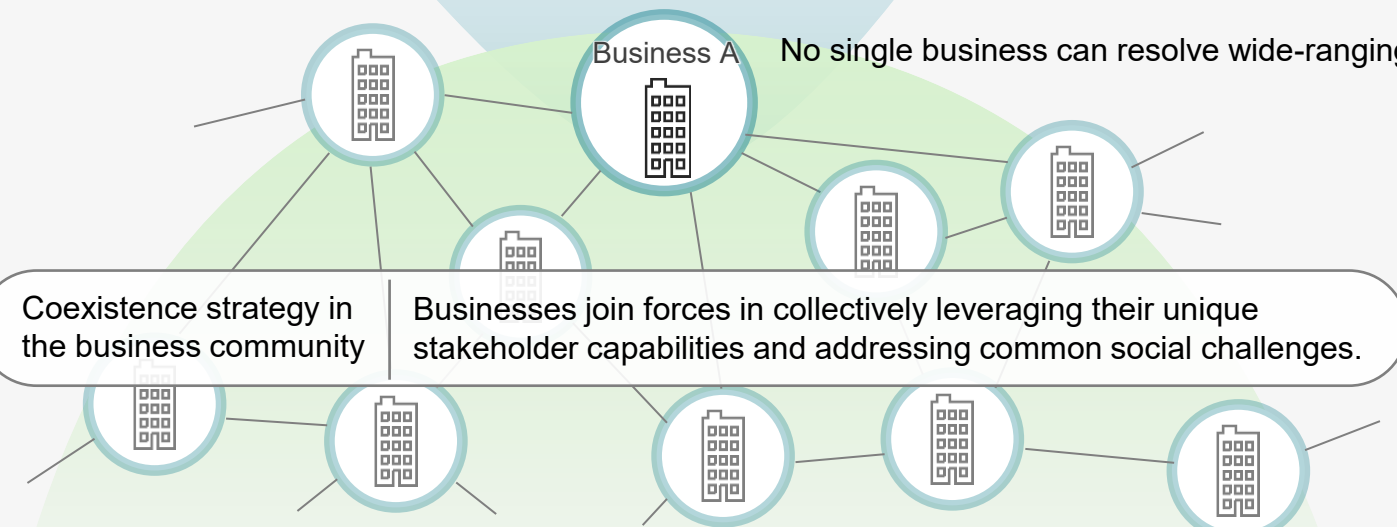 Business A
No single business can resolve wide-ranging
Coexistence strategy in
the business community
Businesses join forces in collectively leveraging their unique
stakeholder capabilities and addressing common social challenges.